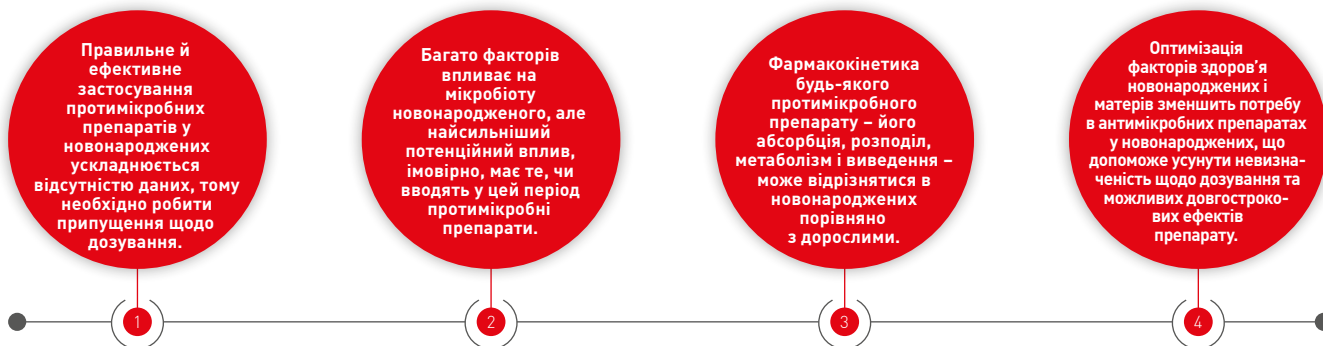 Правильне й
ефективне
застосування
протимікробних
препаратів у
новонароджених
ускладнюється
відсутністю даних, тому
необхідно робити
припущення щодо
дозування.
Багато факторів
впливає на
мікробіоту
новонародженого, але
найсильніший
потенційний вплив,
імовірно, має те, чи
вводять у цей період
протимікробні
препарати.
Фармакокінетика
будь-якого
протимікробного
препарату – його
абсорбція, розподіл,
метаболізм і виведення –
може відрізнятися в
новонароджених
порівняно
з дорослими.
Оптимізація
факторів здоров’я
новонароджених і
матерів зменшить потребу
в антимікробних препаратах
у новонароджених, що
допоможе усунути невизна-
ченість щодо дозування та
можливих довгостроко-
вих ефектів
препарату.
1
2
3
4